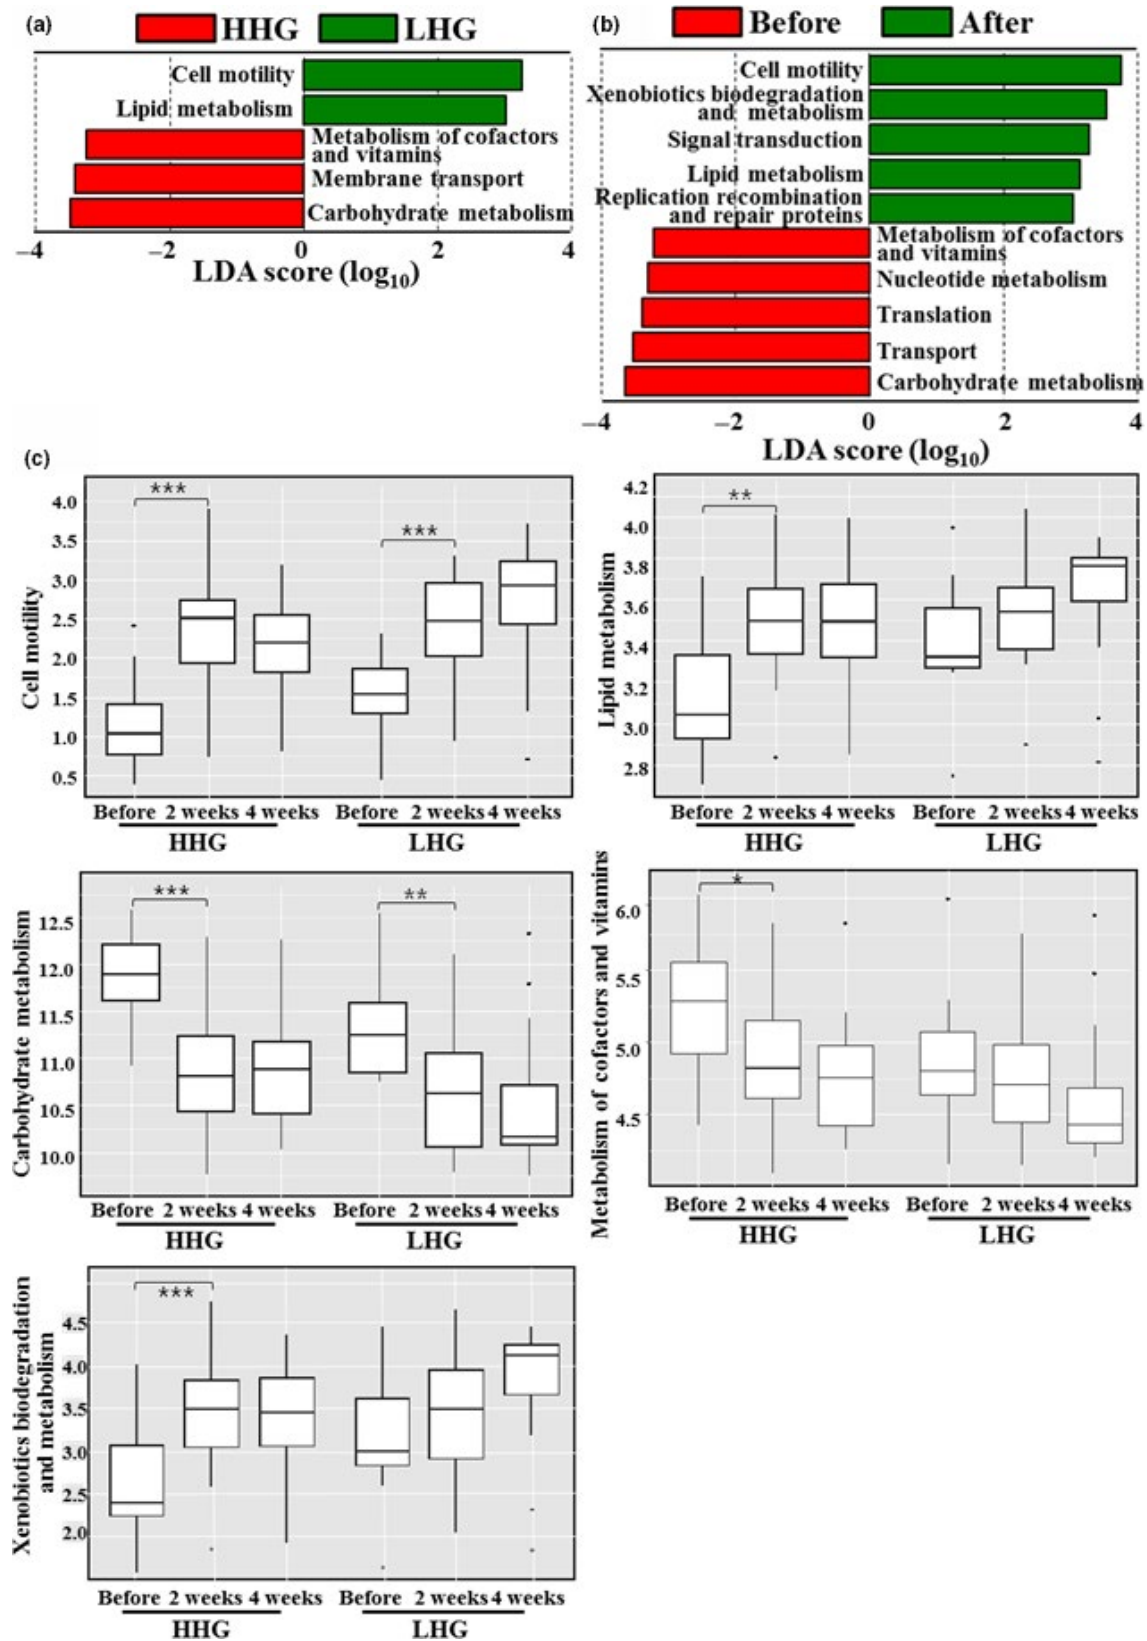 (a)
HHG LHG
Cell motility
Lipid metabolism
Metabolism of cofactors
and vitamins
Membrane transport
Carbohydrate metabolism
–4 –2 0 2 4
LDA score (log10)
(b)
Before After
Cell motility
Xenobiotics biodegradation
and metabolism
Signal transduction
Lipid metabolism
Replication recombination
and repair proteins
Metabolism of cofactors
and vitamins
Nucleotide metabolism
Translation
Transport
Carbohydrate metabolism
–4 –2 0 2 4
LDA score (log10)
(c)
Cell motility
4.0
3.5
3.0
2.5
2.0
1.5
1.0
0.5
***
***
Before 2 weeks 4 weeks Before 2 weeks 4 weeks
HHG LHG
Lipid metabolism
4.2
4.0
3.8
3.6
3.4
3.2
3.0
2.8
**
Before 2 weeks 4 weeks Before 2 weeks 4 weeks
HHG LHG
Carbohydrate metabolism
12.5
12.0
11.5
11.0
10.5
10.0
***
**
Before 2 weeks 4 weeks Before 2 weeks 4 weeks
HHG LHG
Metabolism of cofactors and vitamins
6.0
5.5
5.0
4.5
*
Before 2 weeks 4 weeks Before 2 weeks 4 weeks
HHG LHG
Xenobiotics biodegradation
and metabolism
4.5
4.0
3.5
3.0
2.5
2.0
***
Before 2 weeks 4 weeks Before 2 weeks 4 weeks
HHG LHG